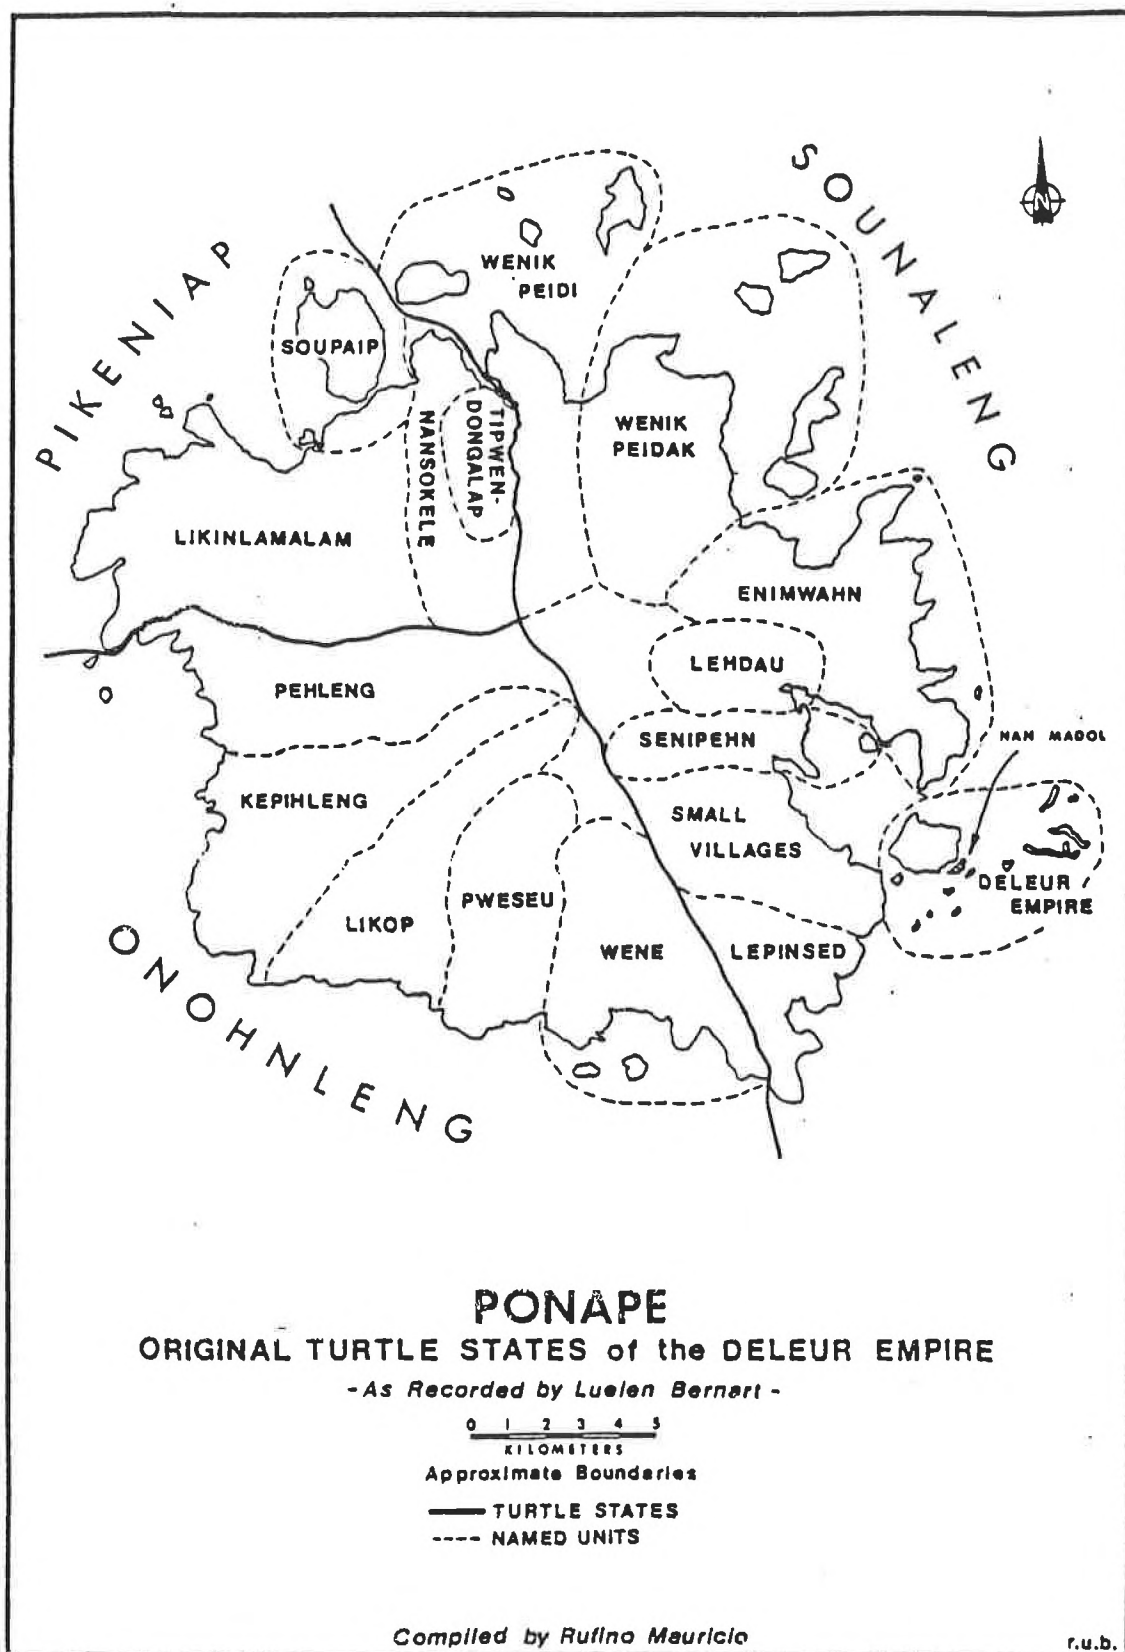 SOUNALENG
N
PIKENIAP
WENIK
PEIDI
SOUPAIP
WENIK
PEIDAK
NANSOKELE
TIPWEN-
DONGALAP
LIKINLAMALAM
ENIMWAHN
LEHDAU
PEHLENG
SENIPEHN
NAN MADOL
KEPIHLENG
SMALL
VILLAGES
DELEUR
EMPIRE
PWESEU
LIKOP
WENE
LEPINSED
ONOHNLENG
PONAPE
ORIGINAL TURTLE STATES of the DELEUR EMPIRE
-As Recorded by Luelen Bernart-
0 1 2 3 4 5
KILOMETERS
Approximate Boundaries
TURTLE STATES
NAMED UNITS
Compiled by Rufino Mauricio
r.u.b.